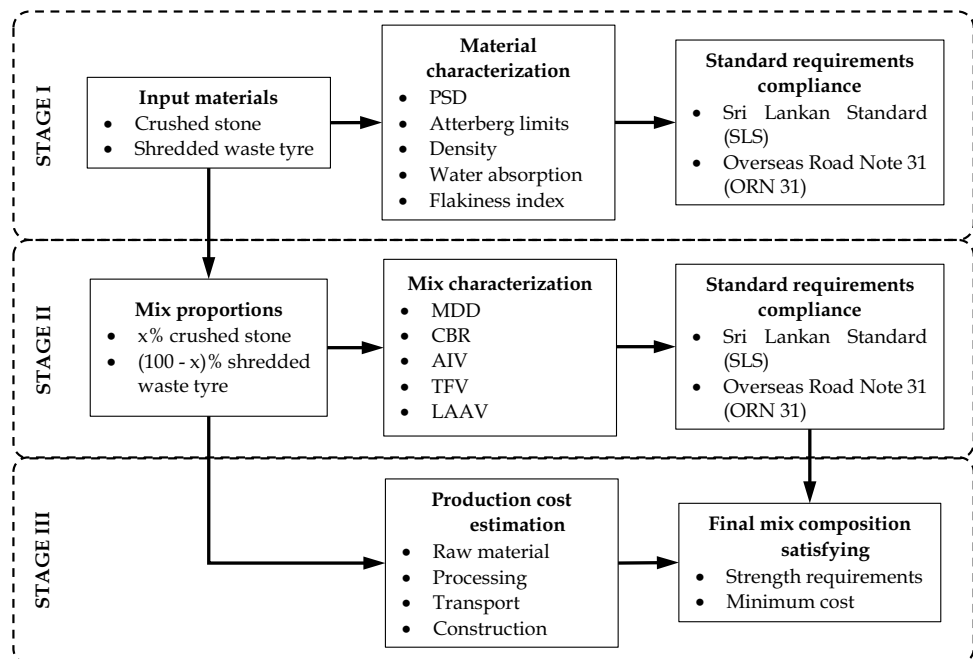 STAGE I
Input materials
• Crushed stone
• Shredded waste tyre
Material
characterization
• PSD
• Atterberg limits
• Density
• Water absorption
• Flakiness index
Standard requirements
compliance
• Sri Lankan Standard
(SLS)
• Overseas Road Note 31
(ORN 31)
STAGE II
Mix proportions
• x% crushed stone
• (100 - x)% shredded
waste tyre
Mix characterization
• MDD
• CBR
• AIV
• TFV
• LAAV
Standard requirements
compliance
• Sri Lankan Standard
(SLS)
• Overseas Road Note 31
(ORN 31)
STAGE III
Production cost
estimation
• Raw material
• Processing
• Transport
• Construction
Final mix composition
satisfying
• Strength requirements
• Minimum cost